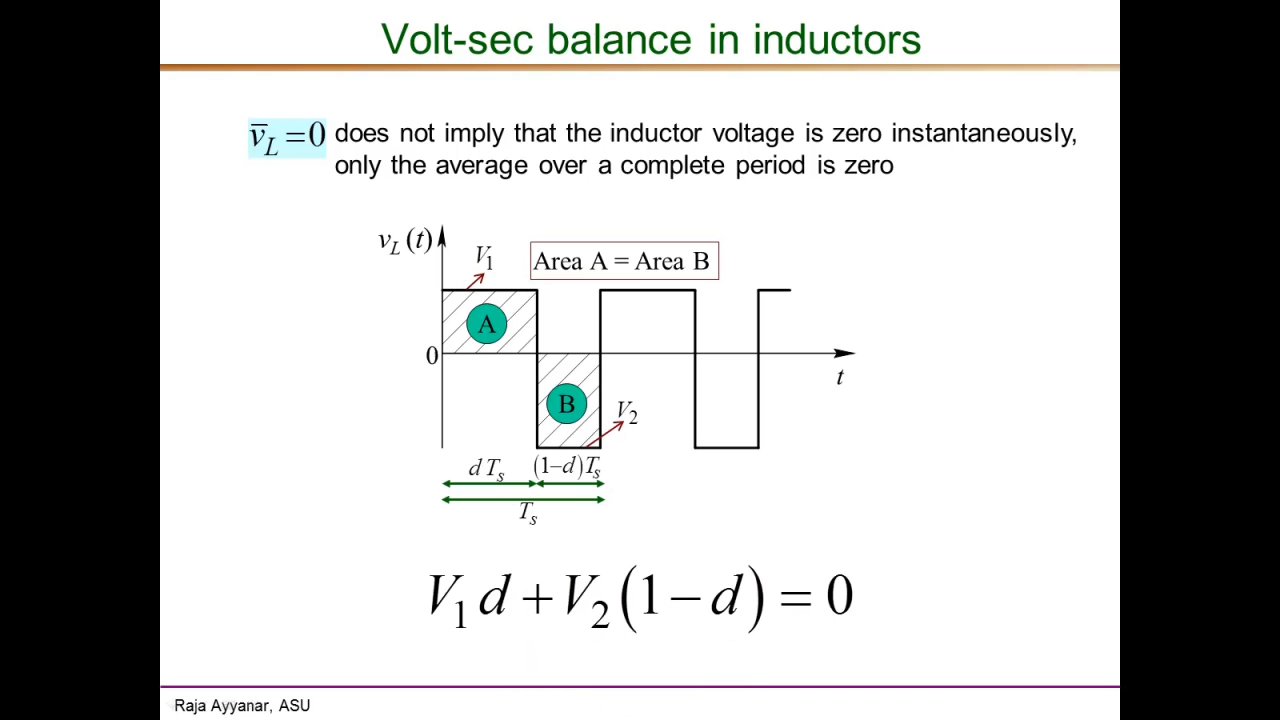 Volt-sec balance in inductors
v̄_L = 0 does not imply that the inductor voltage is zero instantaneously,
only the average over a complete period is zero
v_L (t)
V_1
Area A = Area B
A
0
t
B
V_2
d T_s
(1–d)T_s
T_s
V_1 d + V_2 (1 − d) = 0
Raja Ayyanar, ASU